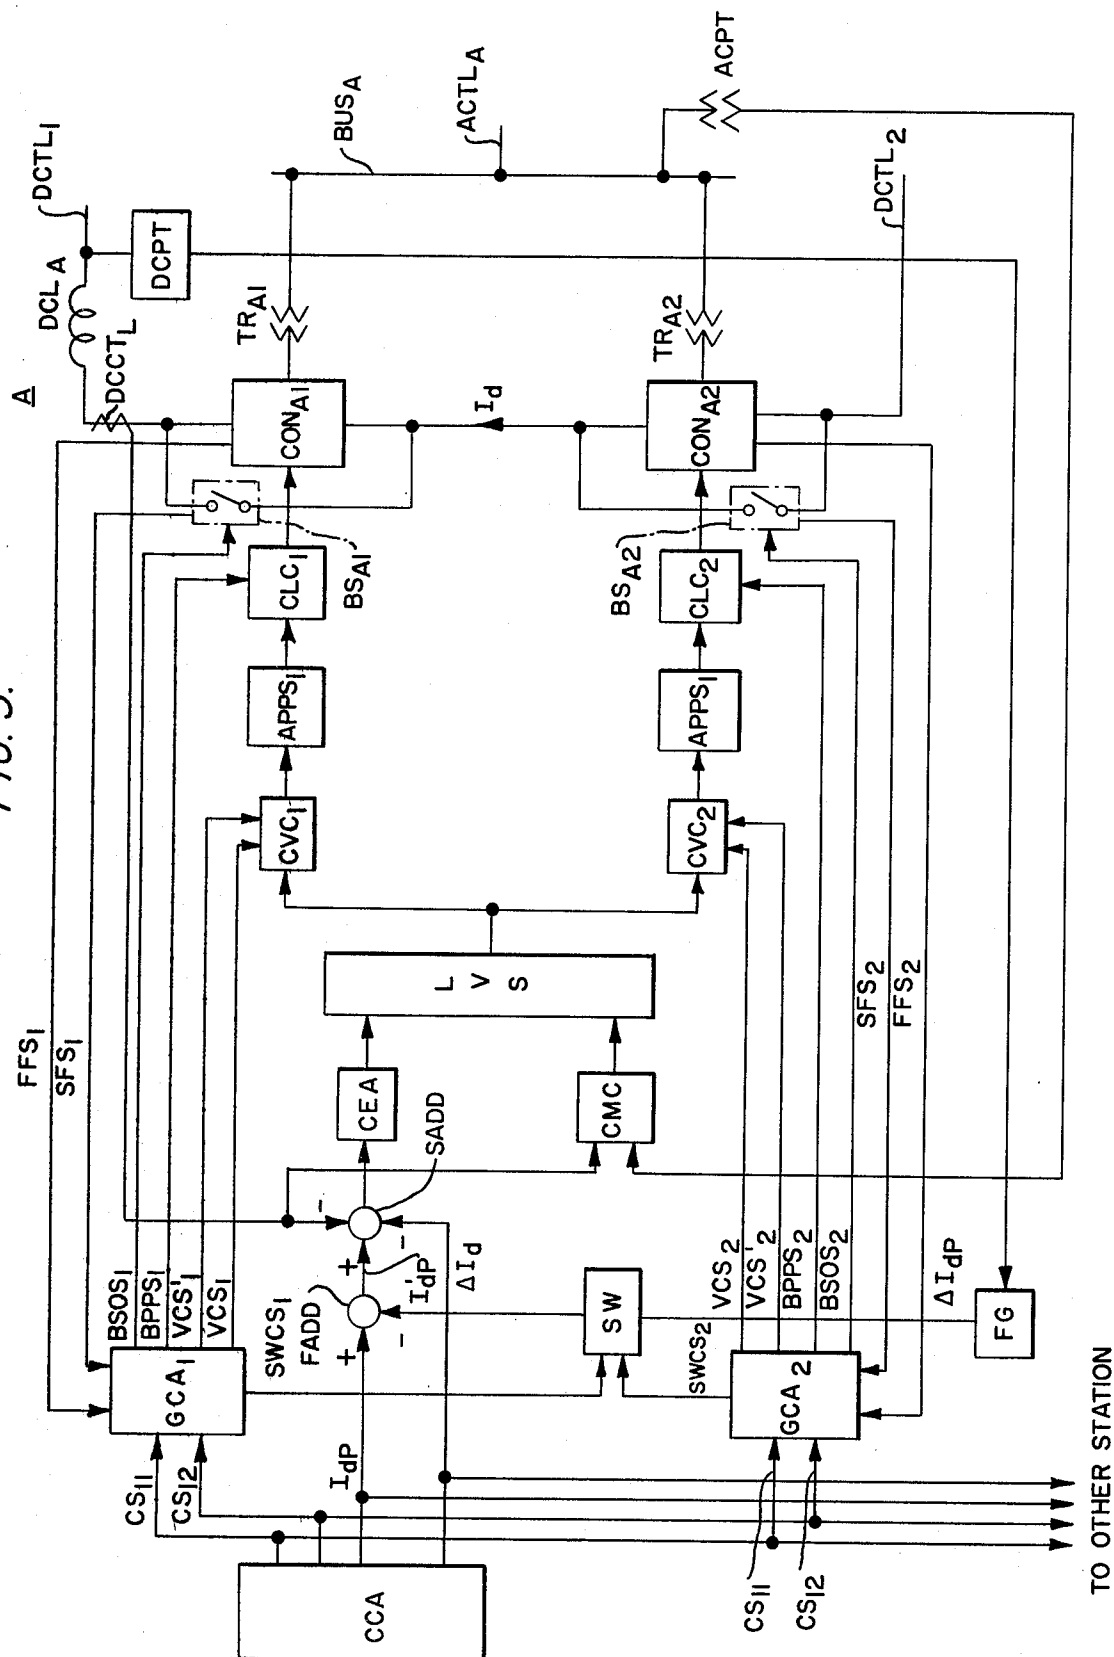 FIG. 5.
A
DCTL1
DCL A
DCCTL
DCPT
BUSA
ACTLA
ACPT
DCTL2
TRA1
TRA2
CONA1
CONA2
Id
BSA1
BSA2
CLC1
CLC2
APPS1
APPS1
CVC1
CVC2
LVS
CEA
CMC
SADD
FADD
SWCS1
SWCS2
SW
FG
FFS1
SFS1
BSOS1
BPPS1
VCS'1
VCS1
GCA1
CS11
CS12
IdP
+
-
+
I'dP
-
-
ΔId
VCS2
VCS'2
BPPS2
BSOS2
SFS2
FFS2
ΔIdP
GCA2
CS11
CS12
CCA
TO OTHER STATION